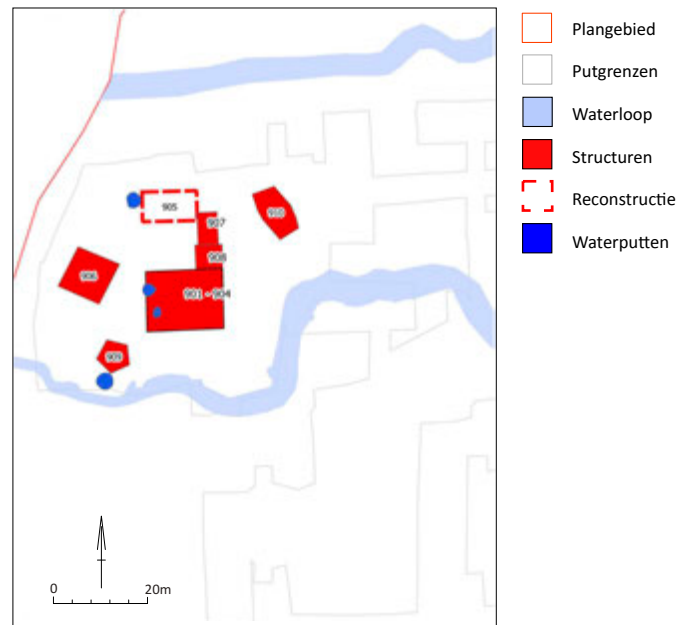 Plangebied
Putgrenzen
Waterloop
Structuren
Reconstructie
Waterputten
905
907
910
908
906
901 - 904
909
0 20m